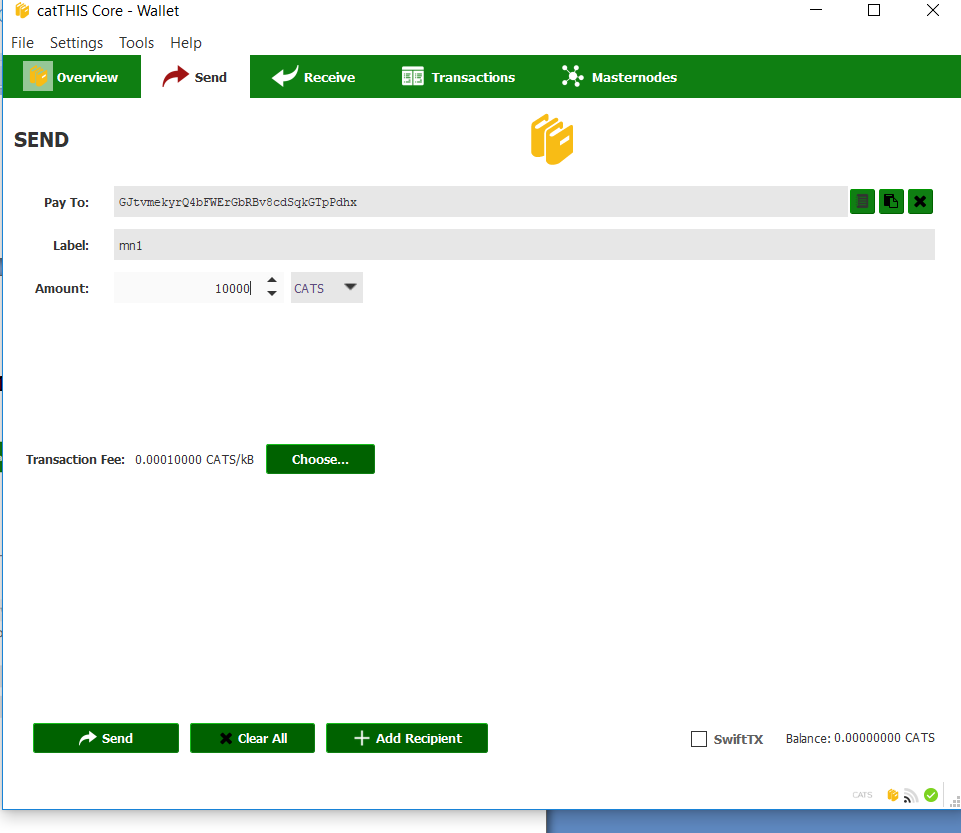 catTHIS Core - Wallet
File Settings Tools Help
Overview Send Receive Transactions Masternodes
SEND
Pay To: GJtvmekyrQ4bFWErGbRBv8cdSqkGTpPdhx
Label: mn1
Amount: 10000 CATS
Transaction Fee: 0.00010000 CATS/kB Choose...
Send Clear All Add Recipient SwiftTX Balance: 0.00000000 CATS
CATS